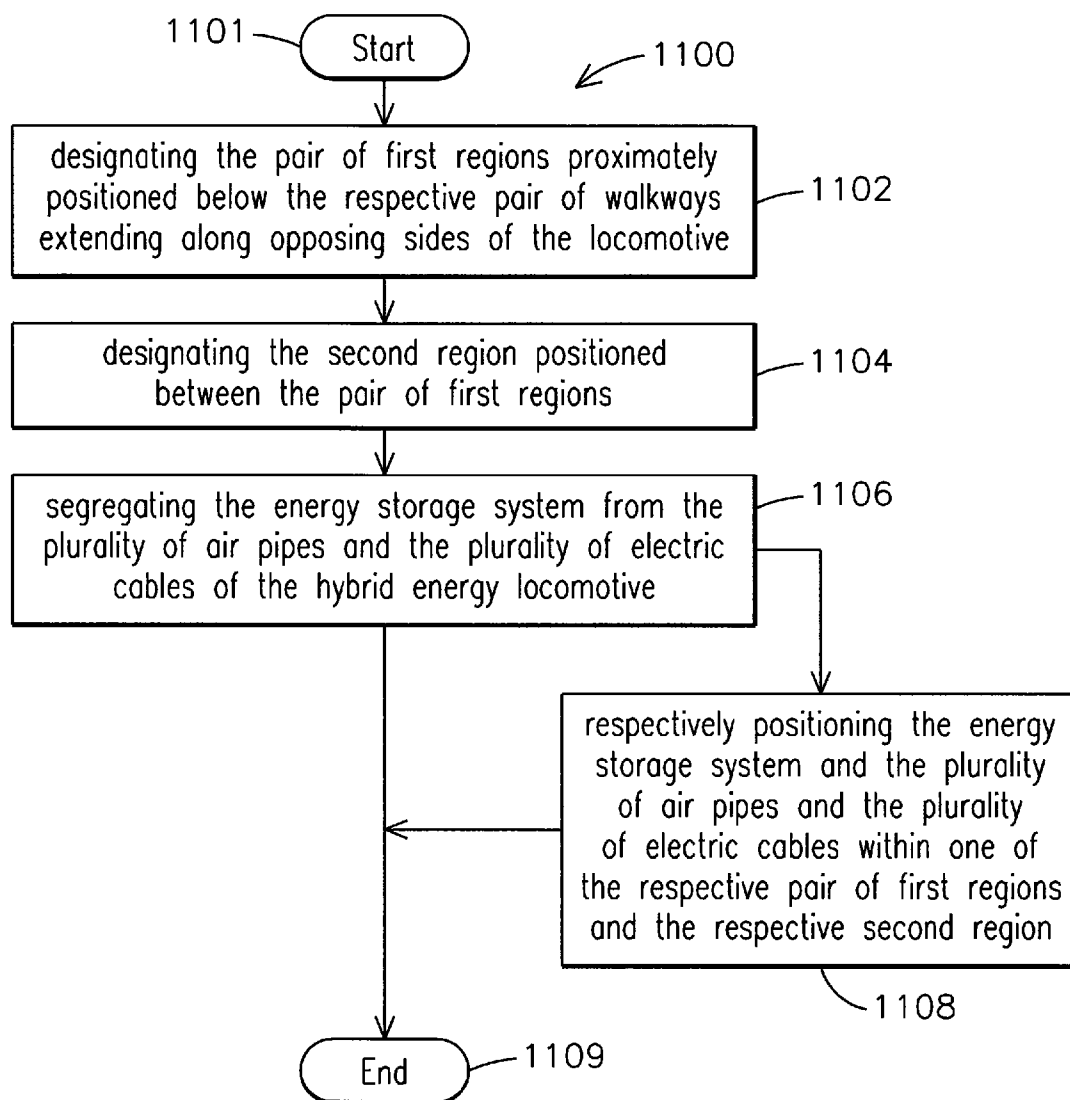 1101
Start
1100
designating the pair of first regions proximately
positioned below the respective pair of walkways
extending along opposing sides of the locomotive
1102
designating the second region positioned
between the pair of first regions
1104
segregating the energy storage system from the
plurality of air pipes and the plurality of electric
cables of the hybrid energy locomotive
1106
respectively positioning the energy
storage system and the plurality
of air pipes and the plurality
of electric cables within one of
the respective pair of first regions
and the respective second region
1108
End
1109